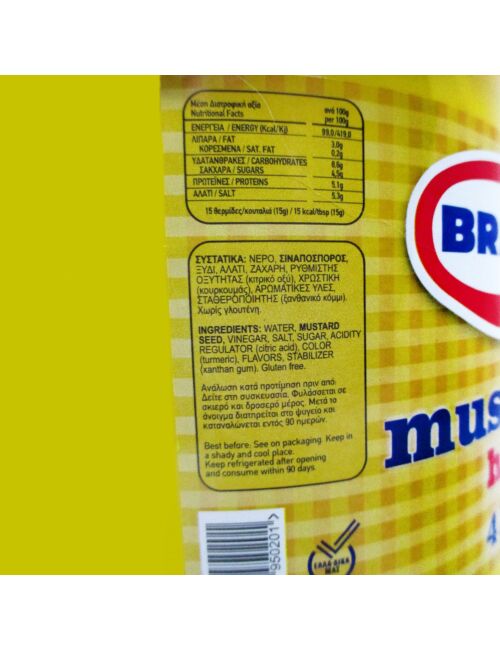 Μέση Διατροφική αξία
Nutritional Facts
ανά 100g
per 100g
ΕΝΕΡΓΕΙΑ / ENERGY (Kcal/Kj) 99,0/419,0
ΛΙΠΑΡΑ / FAT 3,0g
ΚΟΡΕΣΜΕΝΑ / SAT. FAT 0,2g
ΥΔΑΤΑΝΘΡΑΚΕΣ / CARBOHYDRATES
ΣΑΚΧΑΡΑ / SUGARS 4,5g
ΠΡΩΤΕΪΝΕΣ / PROTEINS 5,1g
ΑΛΑΤΙ / SALT 5,3g
15 θερμίδες/κουταλιά (15g) / 15 kcal/tbsp (15g)
ΣΥΣΤΑΤΙΚΑ: ΝΕΡΟ, ΣΙΝΑΠΟΣΠΟΡΟΣ,
ΞΥΔΙ, ΑΛΑΤΙ, ΖΑΧΑΡΗ, ΡΥΘΜΙΣΤΗΣ
ΟΞΥΤΗΤΑΣ (κιτρικό οξύ), ΧΡΩΣΤΙΚΗ
(κουρκουμάς), ΑΡΩΜΑΤΙΚΕΣ ΥΛΕΣ,
ΣΤΑΘΕΡΟΠΟΙΗΤΗΣ (ξανθανικό κόμμι).
Χωρίς γλουτένη.
INGREDIENTS: WATER, MUSTARD
SEED, VINEGAR, SALT, SUGAR, ACIDITY
REGULATOR (citric acid), COLOR
(turmeric), FLAVORS, STABILIZER
(xanthan gum). Gluten free.
Ανάλωση κατά προτίμηση πριν από:
Δείτε στη συσκευασία. Φυλάσσεται σε
σκιερό και δροσερό μέρος. Μετά το
άνοιγμα διατηρείται στο ψυγείο και
καταναλώνεται εντός 90 ημερών.
Best before: See on packaging. Keep in
a shady and cool place.
Keep refrigerated after opening
and consume within 90 days.
950201">
ΕΛΛΑ-ΔΙΚΑ
ΜΑΣ
BR
mus
b
4